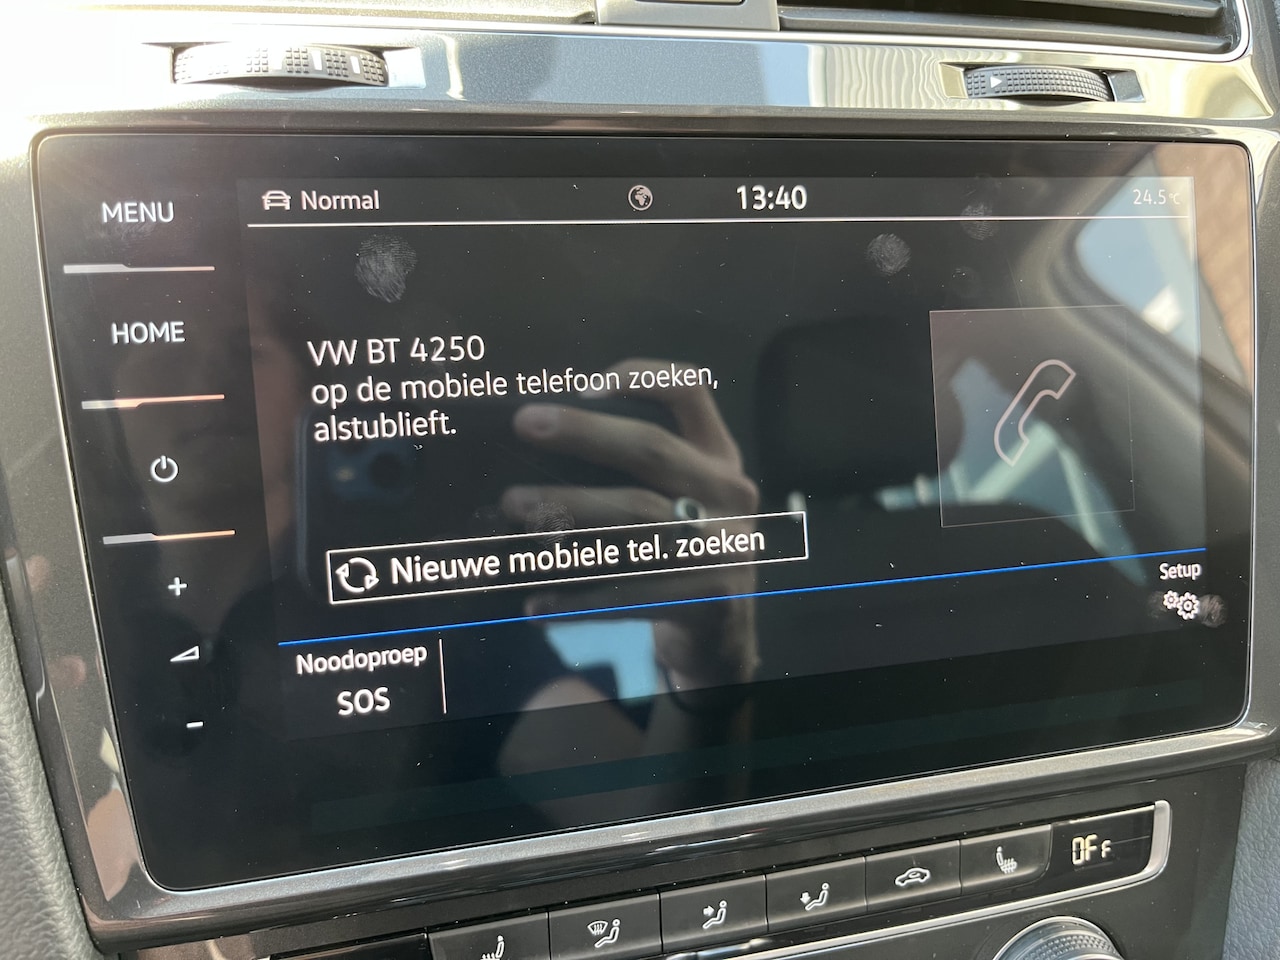 MENU
HOME
Normal
13:40
24.5°C
VW BT 4250
op de mobiele telefoon zoeken,
alstublieft.
Nieuwe mobiele tel. zoeken
Setup
Noodoproep
SOS
OFF